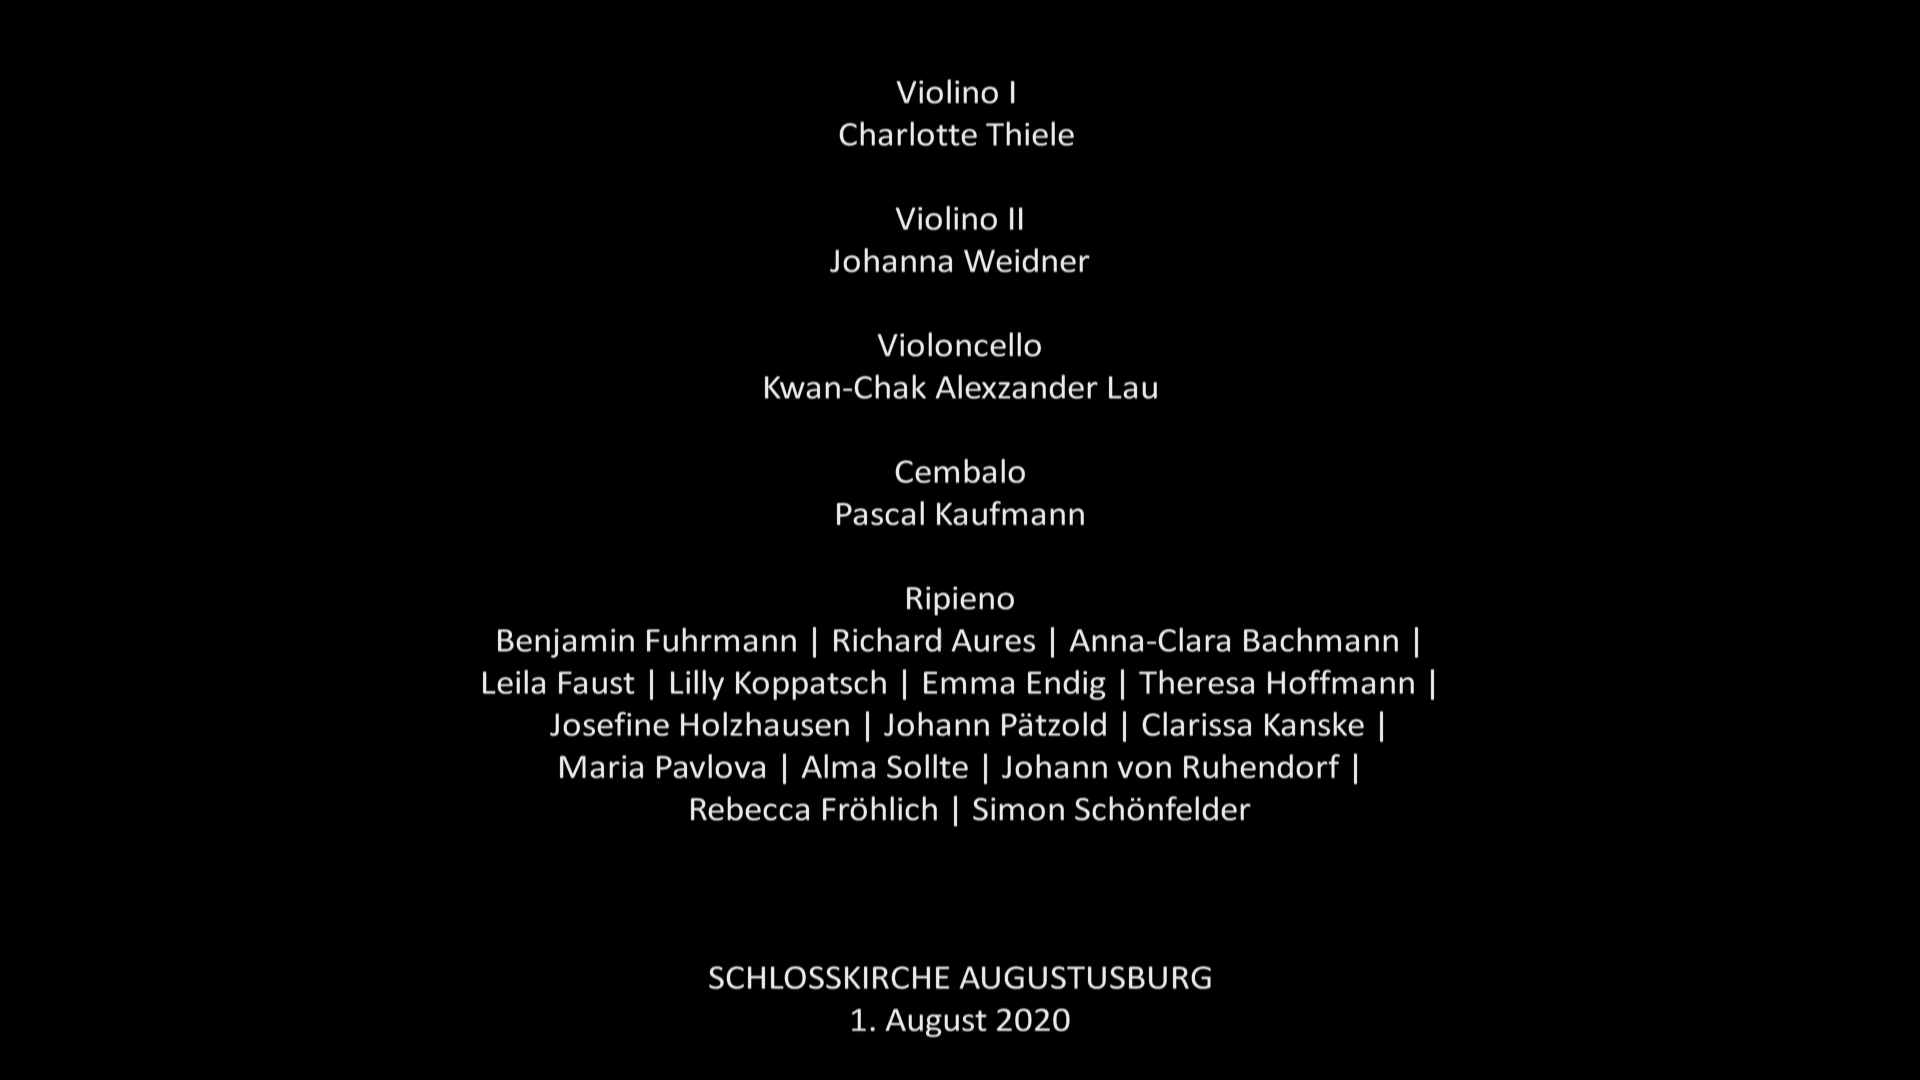 Violino I
Charlotte Thiele
Violino II
Johanna Weidner
Violoncello
Kwan-Chak Alexzander Lau
Cembalo
Pascal Kaufmann
Ripieno
Benjamin Fuhrmann | Richard Aures | Anna-Clara Bachmann |
Leila Faust | Lilly Koppatsch | Emma Endig | Theresa Hoffmann |
Josefine Holzhausen | Johann Pätzold | Clarissa Kanske |
Maria Pavlova | Alma Sollte | Johann von Ruhendorf |
Rebecca Fröhlich | Simon Schönfelder
SCHLOSSKIRCHE AUGUSTUSBURG
1. August 2020